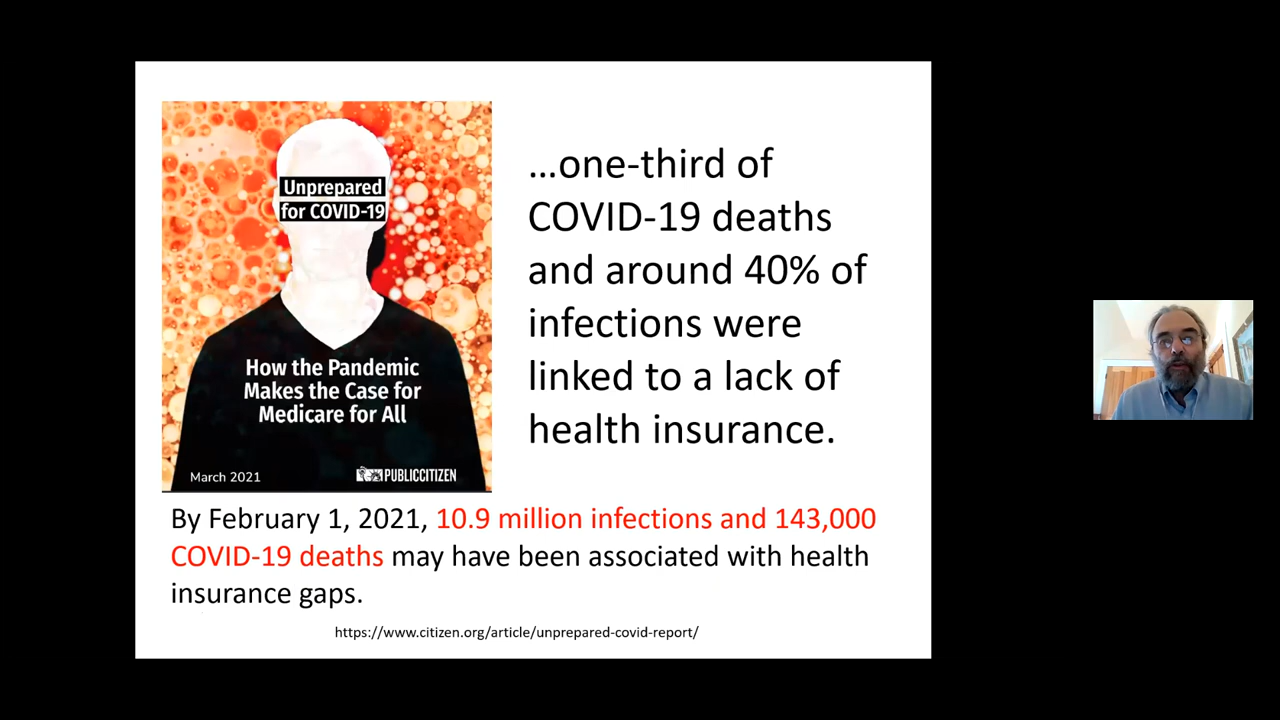 Unprepared
for COVID-19
How the Pandemic
Makes the Case for
Medicare for All
March 2021
PUBLICCITIZEN
...one-third of
COVID-19 deaths
and around 40% of
infections were
linked to a lack of
health insurance.
By February 1, 2021, 10.9 million infections and 143,000
COVID-19 deaths may have been associated with health
insurance gaps.
https://www.citizen.org/article/unprepared-covid-report/